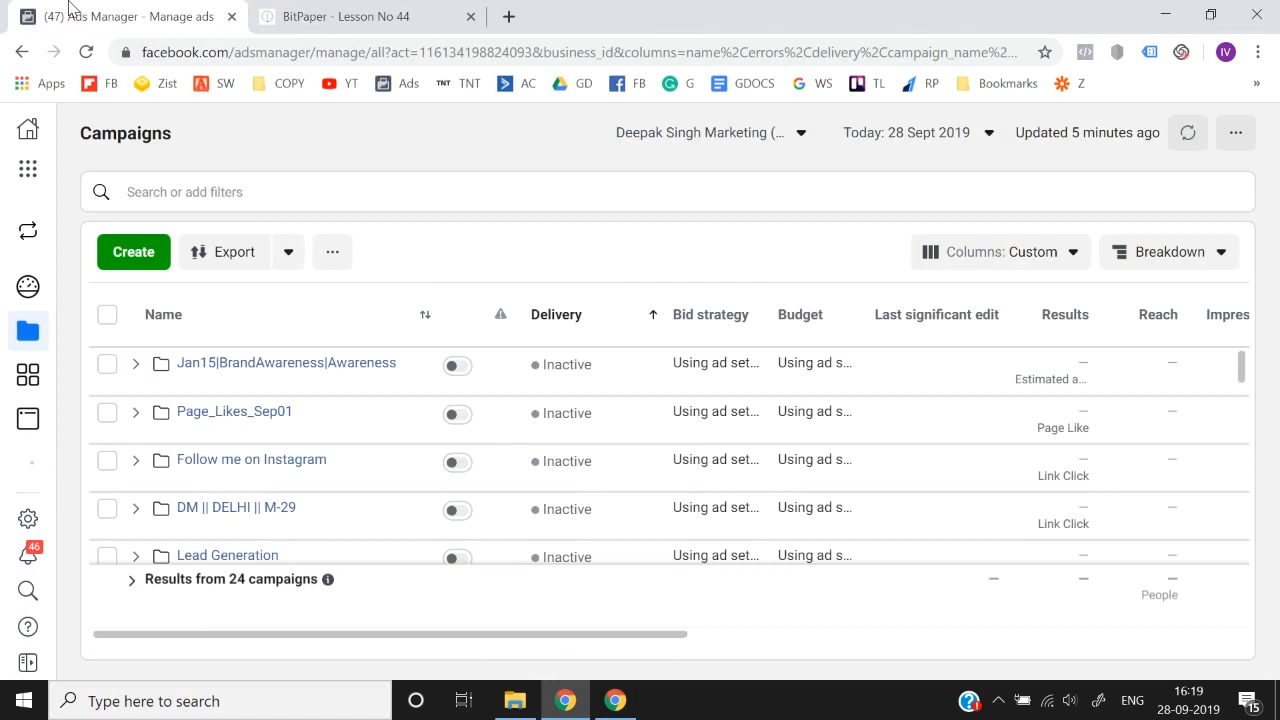 (47) Ads Manager - Manage ads
BitPaper - Lesson No 44
facebook.com/adsmanager/manage/all?act=1161341988240​93&business_id&columns=name%2Cerrors%2Cdelivery%2Ccampaign_name%2...
IV
Apps FB Zist SW COPY YT Ads TNT TNT AC GD FB G GDOCS WS TL RP Bookmarks Z »
Campaigns
Deepak Singh Marketing (...
Today: 28 Sept 2019
Updated 5 minutes ago
Search or add filters
Create
Export
Columns: Custom
Breakdown
Name Delivery Bid strategy Budget Last significant edit Results Reach Impres
Jan15|BrandAwareness|Awareness Inactive Using ad set... Using ad s... — —
Estimated a...
Page_Likes_Sep01 Inactive Using ad set... Using ad s... — —
Page Like
Follow me on Instagram Inactive Using ad set... Using ad s... — —
Link Click
DM || DELHI || M-29 Inactive Using ad set... Using ad s... — —
Link Click
Lead Generation Inactive Using ad set... Using ad s... — —
Results from 24 campaigns — — —
People
46
Type here to search
ENG
16:19
28-09-2019
15